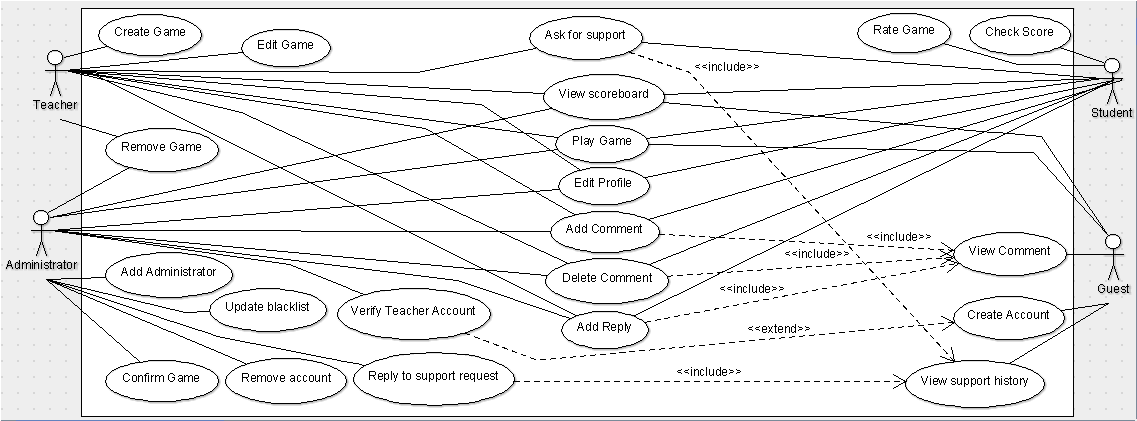 Create Game
Edit Game
Ask for support
Rate Game
Check Score
<<include>>
Teacher
View scoreboard
Student
Remove Game
Play Game
Edit Profile
Add Comment
<<include>>
View Comment
Administrator
Add Administrator
Delete Comment
<<include>>
Guest
<<include>>
Update blacklist
Verify Teacher Account
Add Reply
<<extend>>
Create Account
Confirm Game
Remove account
Reply to support request
<<include>>
View support history